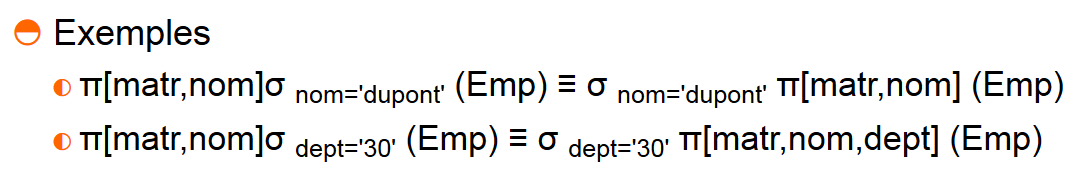 Exemples
π[matr,nom]σ nom='dupont' (Emp) ≡ σ nom='dupont' π[matr,nom] (Emp)
π[matr,nom]σ dept='30' (Emp) ≡ σ dept='30' π[matr,nom,dept] (Emp)